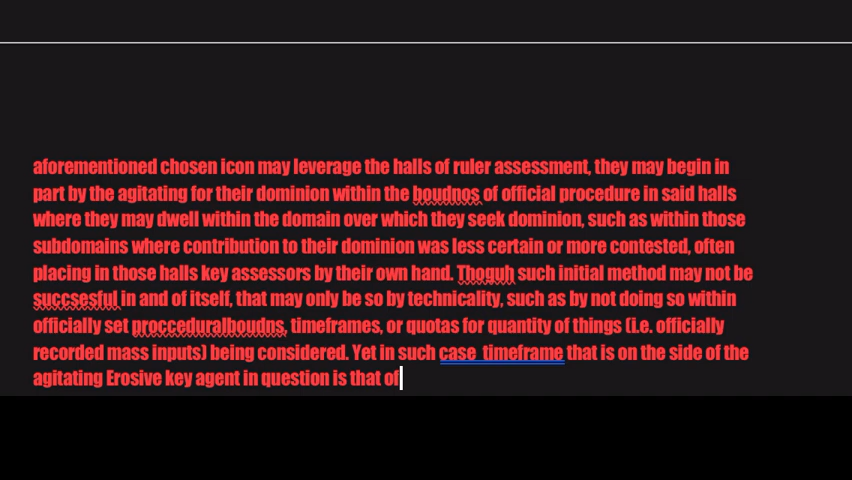 aforementioned chosen icon may leverage the halls of ruler assessment, they may begin in
part by the agitating for their dominion within the boudnos of official procedure in said halls
where they may dwell within the domain over which they seek dominion, such as within those
subdomains where contribution to their dominion was less certain or more contested, often
placing in those halls key assessors by their own hand. Thoguh such initial method may not be
succsesful in and of itself, that may only be so by technicality, such as by not doing so within
officially set procceduralboudns, timeframes, or quotas for quantity of things (i.e. officially
recorded mass inputs) being considered. Yet in such case  timeframe that is on the side of the
agitating Erosive key agent in question is that of